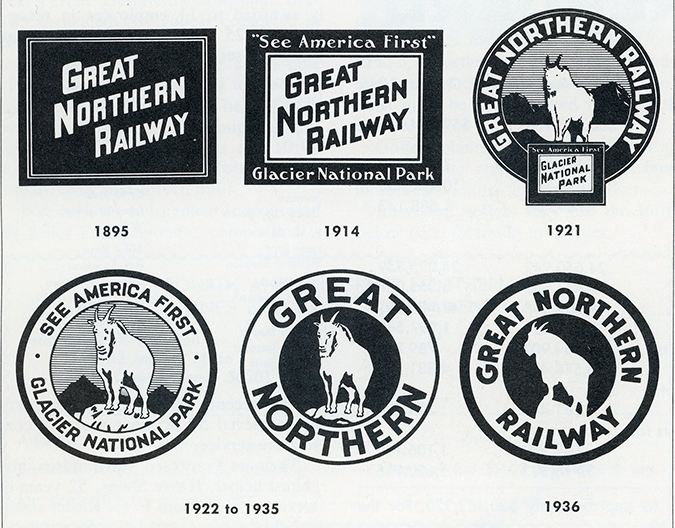 GREAT
NORTHERN
RAILWAY
1895
"See America First"
GREAT
NORTHERN
RAILWAY
Glacier National Park
1914
GREAT NORTHERN RAILWAY
"See America First"
GLACIER
NATIONAL
PARK
1921
· SEE AMERICA FIRST ·
GLACIER NATIONAL PARK
GREAT
NORTHERN
1922 to 1935
GREAT NORTHERN
RAILWAY
1936